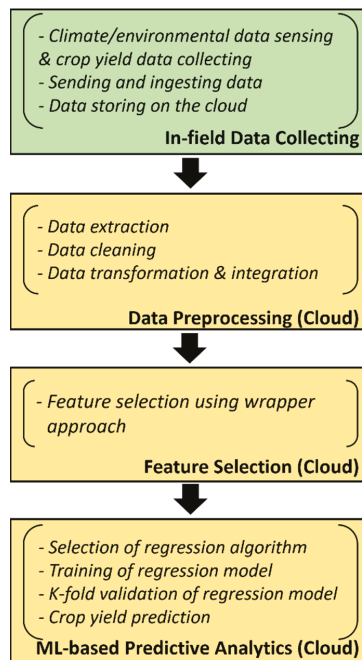 - Climate/environmental data sensing
& crop yield data collecting
- Sending and ingesting data
- Data storing on the cloud
In-field Data Collecting
- Data extraction
- Data cleaning
- Data transformation & integration
Data Preprocessing (Cloud)
- Feature selection using wrapper
approach
Feature Selection (Cloud)
- Selection of regression algorithm
- Training of regression model
- K-fold validation of regression model
- Crop yield prediction
ML-based Predictive Analytics (Cloud)